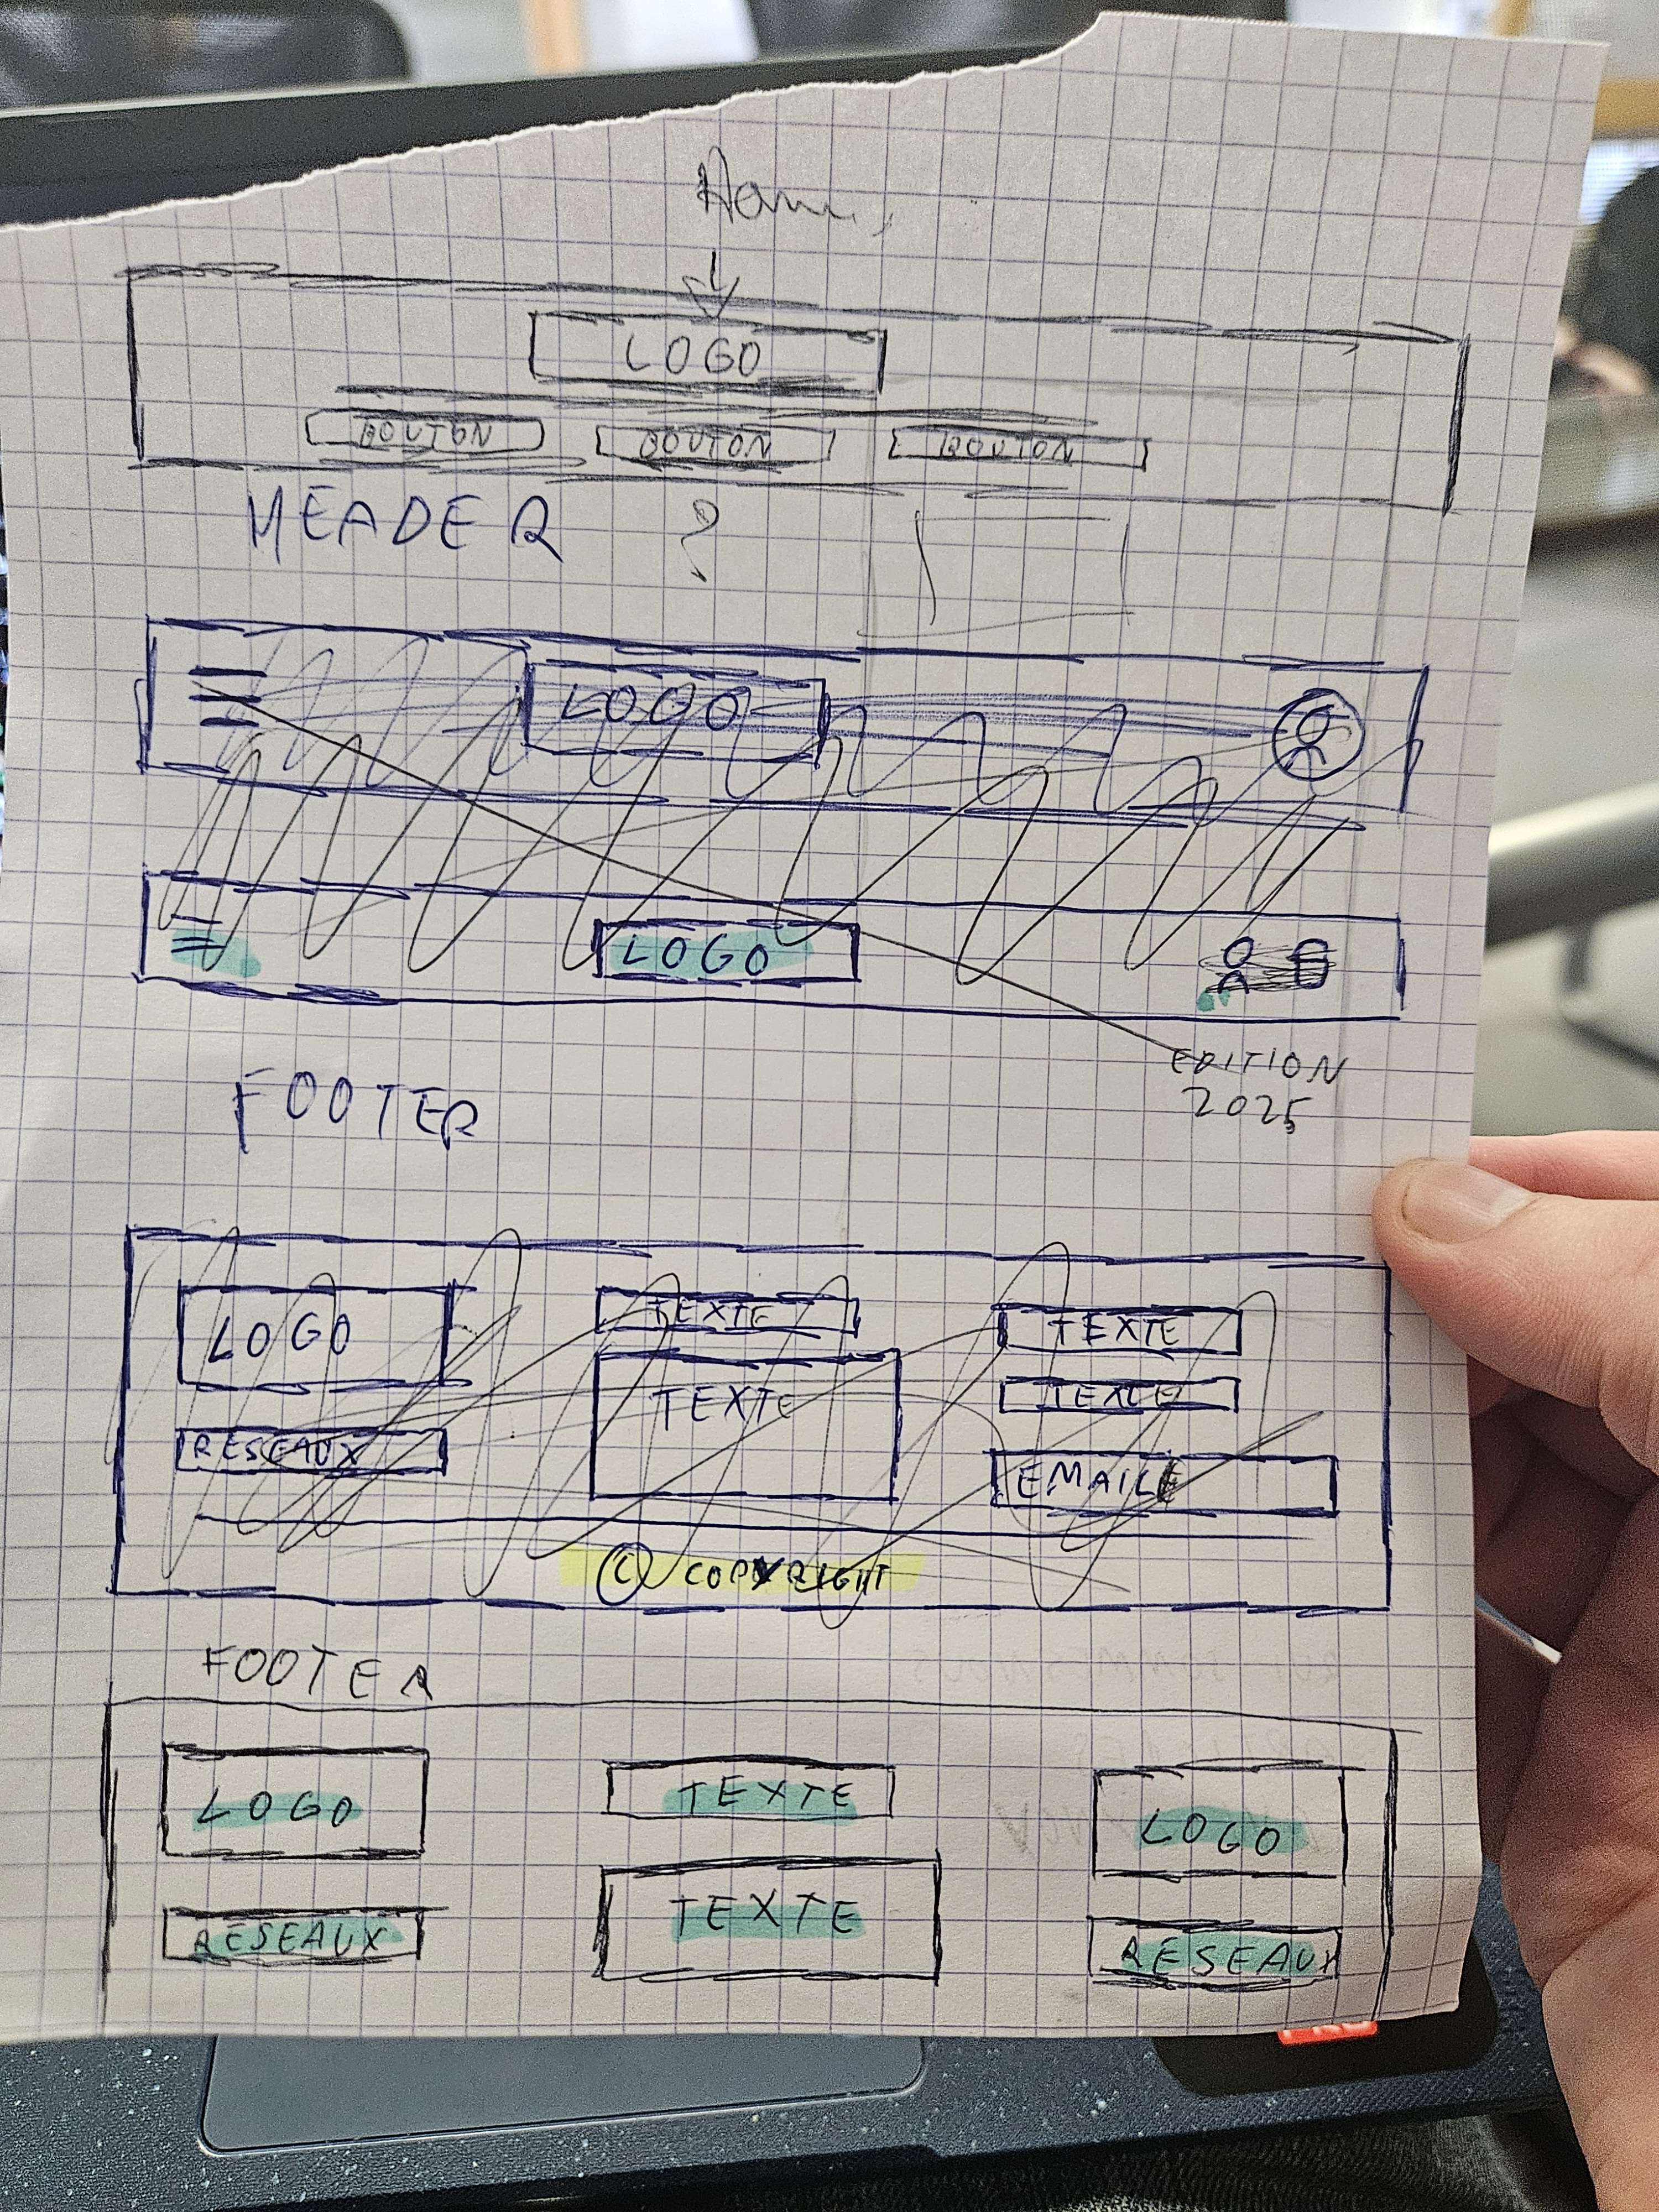 LOGO
BOUTON BOUTON BOUTON
HEADER ?
LOGO
LOGO
EDITION
2025
FOOTER
LOGO TEXTE TEXTE
TEXTE TEXTE
RESEAUX EMAIL
© COPYRIGHT
FOOTER
LOGO TEXTE LOGO
RESEAUX TEXTE RESEAUX